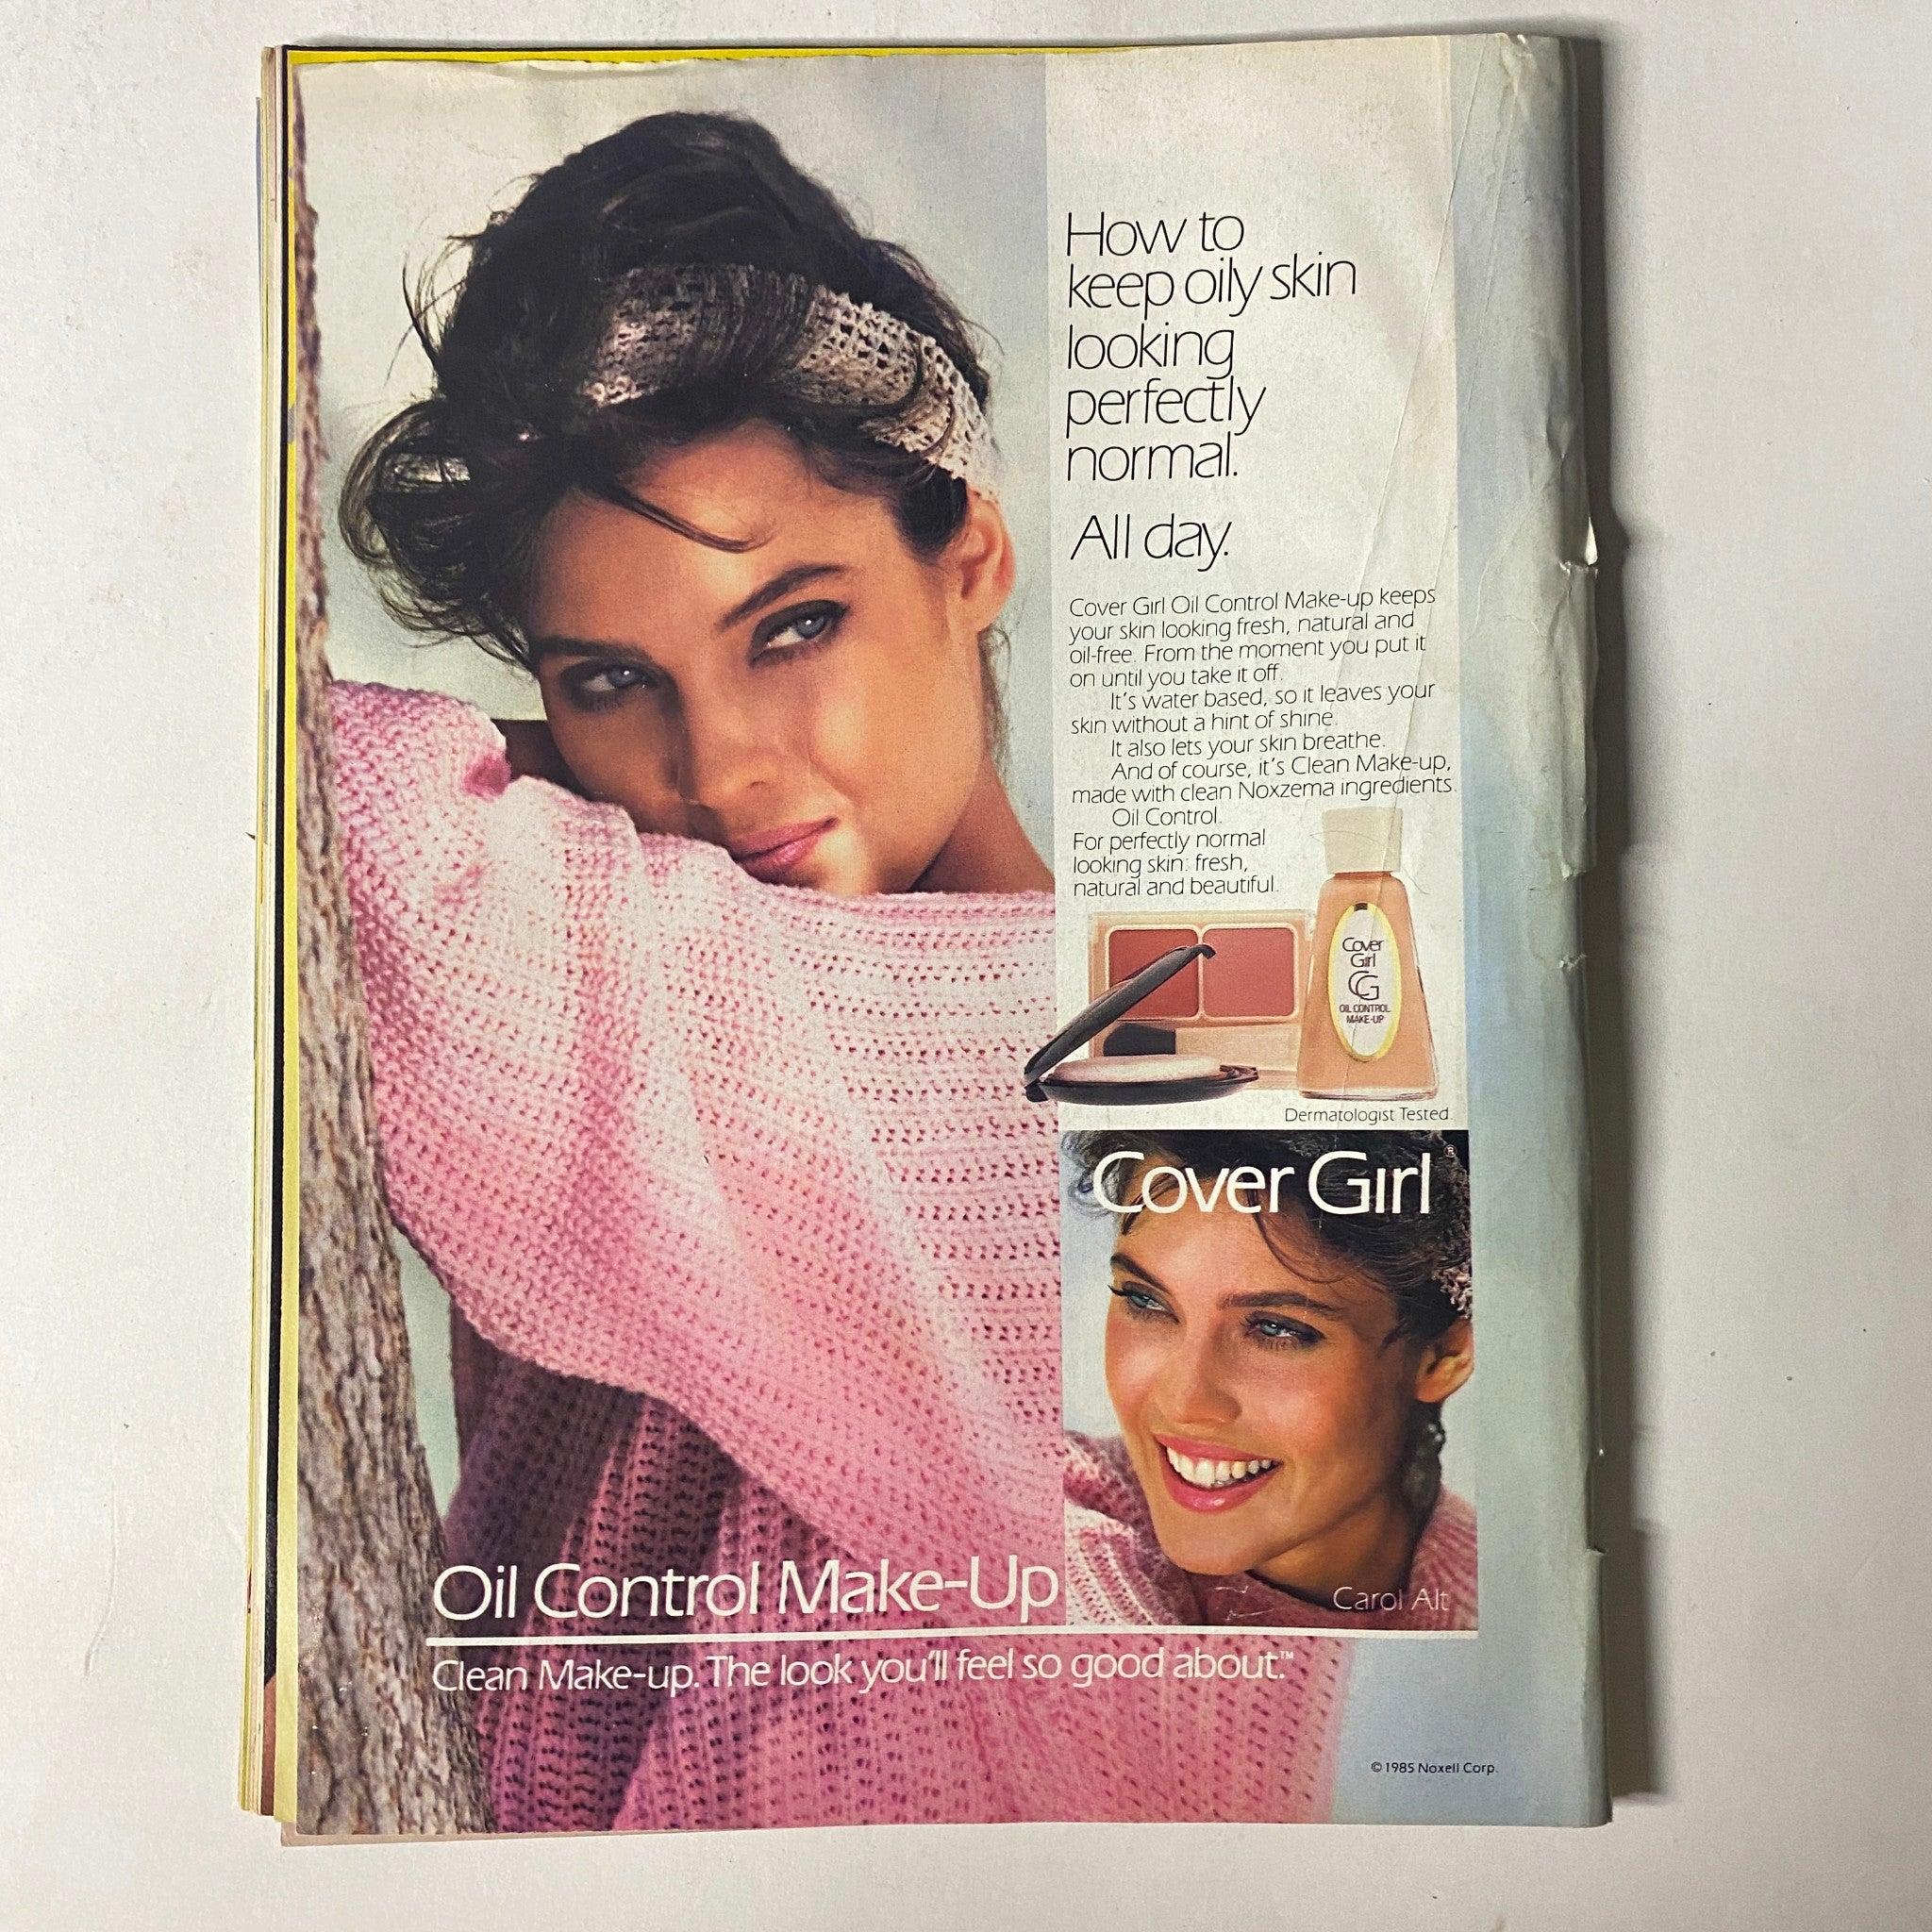 How to
keep oily skin
looking
perfectly
normal.
All day.
Cover Girl Oil Control Make-up keeps
your skin looking fresh, natural and
oil-free. From the moment you put it
on until you take it off.
It's water based, so it leaves your
skin without a hint of shine.
It also lets your skin breathe.
And of course, it's Clean Make-up,
made with clean Noxzema ingredients.
Oil Control.
For perfectly normal
looking skin: fresh,
natural and beautiful.
Cover
Girl
CG
OIL CONTROL
MAKE-UP
Dermatologist Tested
Cover Girl®
Carol Alt
Oil Control Make-Up
Clean Make-up. The look you'll feel so good about.™
©1985 Noxell Corp.